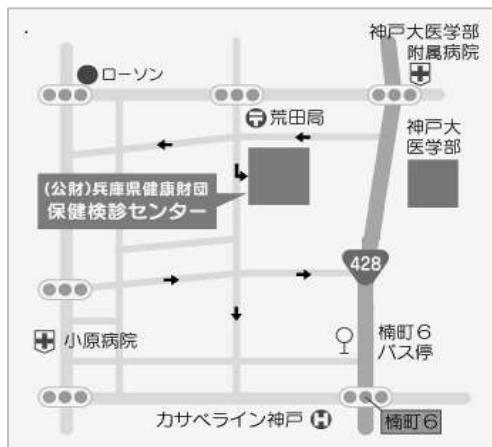 神戸大医学部
附属病院
ローソン
荒田局
神戸大
医学部
(公財)兵庫県健康財団
保健検診センター
428
小原病院
楠町6
バス停
カサベライン神戸
H
楠町6